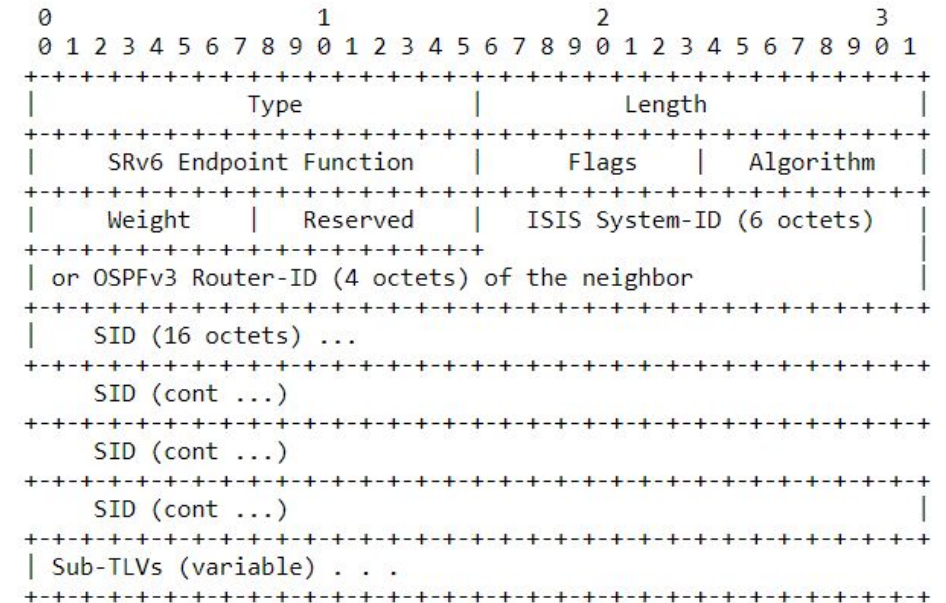 0                   1                   2                   3
 0 1 2 3 4 5 6 7 8 9 0 1 2 3 4 5 6 7 8 9 0 1 2 3 4 5 6 7 8 9 0 1
+-+-+-+-+-+-+-+-+-+-+-+-+-+-+-+-+-+-+-+-+-+-+-+-+-+-+-+-+-+-+-+-+
|               Type            |          Length               |
+-+-+-+-+-+-+-+-+-+-+-+-+-+-+-+-+-+-+-+-+-+-+-+-+-+-+-+-+-+-+-+-+
|     SRv6 Endpoint Function    |      Flags    |   Algorithm   |
+-+-+-+-+-+-+-+-+-+-+-+-+-+-+-+-+-+-+-+-+-+-+-+-+-+-+-+-+-+-+-+-+
|     Weight    |   Reserved    |   ISIS System-ID (6 octets)   |
+-+-+-+-+-+-+-+-+-+-+-+-+-+-+-+-+                               |
| or OSPFv3 Router-ID (4 octets) of the neighbor                |
+-+-+-+-+-+-+-+-+-+-+-+-+-+-+-+-+-+-+-+-+-+-+-+-+-+-+-+-+-+-+-+-+
|    SID (16 octets) ...
+-+-+-+-+-+-+-+-+-+-+-+-+-+-+-+-+-+-+-+-+-+-+-+-+-+-+-+-+-+-+-+-+
     SID (cont ...)
+-+-+-+-+-+-+-+-+-+-+-+-+-+-+-+-+-+-+-+-+-+-+-+-+-+-+-+-+-+-+-+-+
     SID (cont ...)
+-+-+-+-+-+-+-+-+-+-+-+-+-+-+-+-+-+-+-+-+-+-+-+-+-+-+-+-+-+-+-+-+
     SID (cont ...)                                             |
+-+-+-+-+-+-+-+-+-+-+-+-+-+-+-+-+-+-+-+-+-+-+-+-+-+-+-+-+-+-+-+-+
| Sub-TLVs (variable) . . .
+-+-+-+-+-+-+-+-+-+-+-+-+-+-+-+-+-+-+-+-+-+-+-+-+-+-+-+-+-+-+-+-+